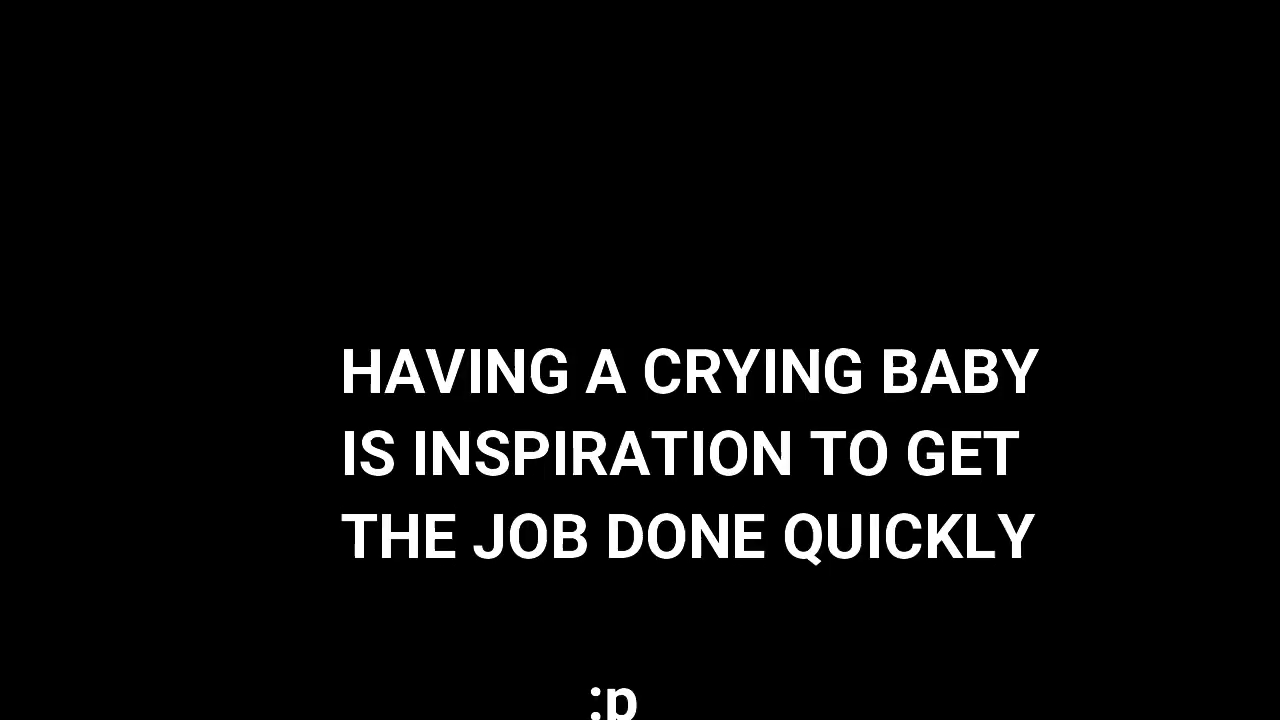 HAVING A CRYING BABY
IS INSPIRATION TO GET
THE JOB DONE QUICKLY
:p